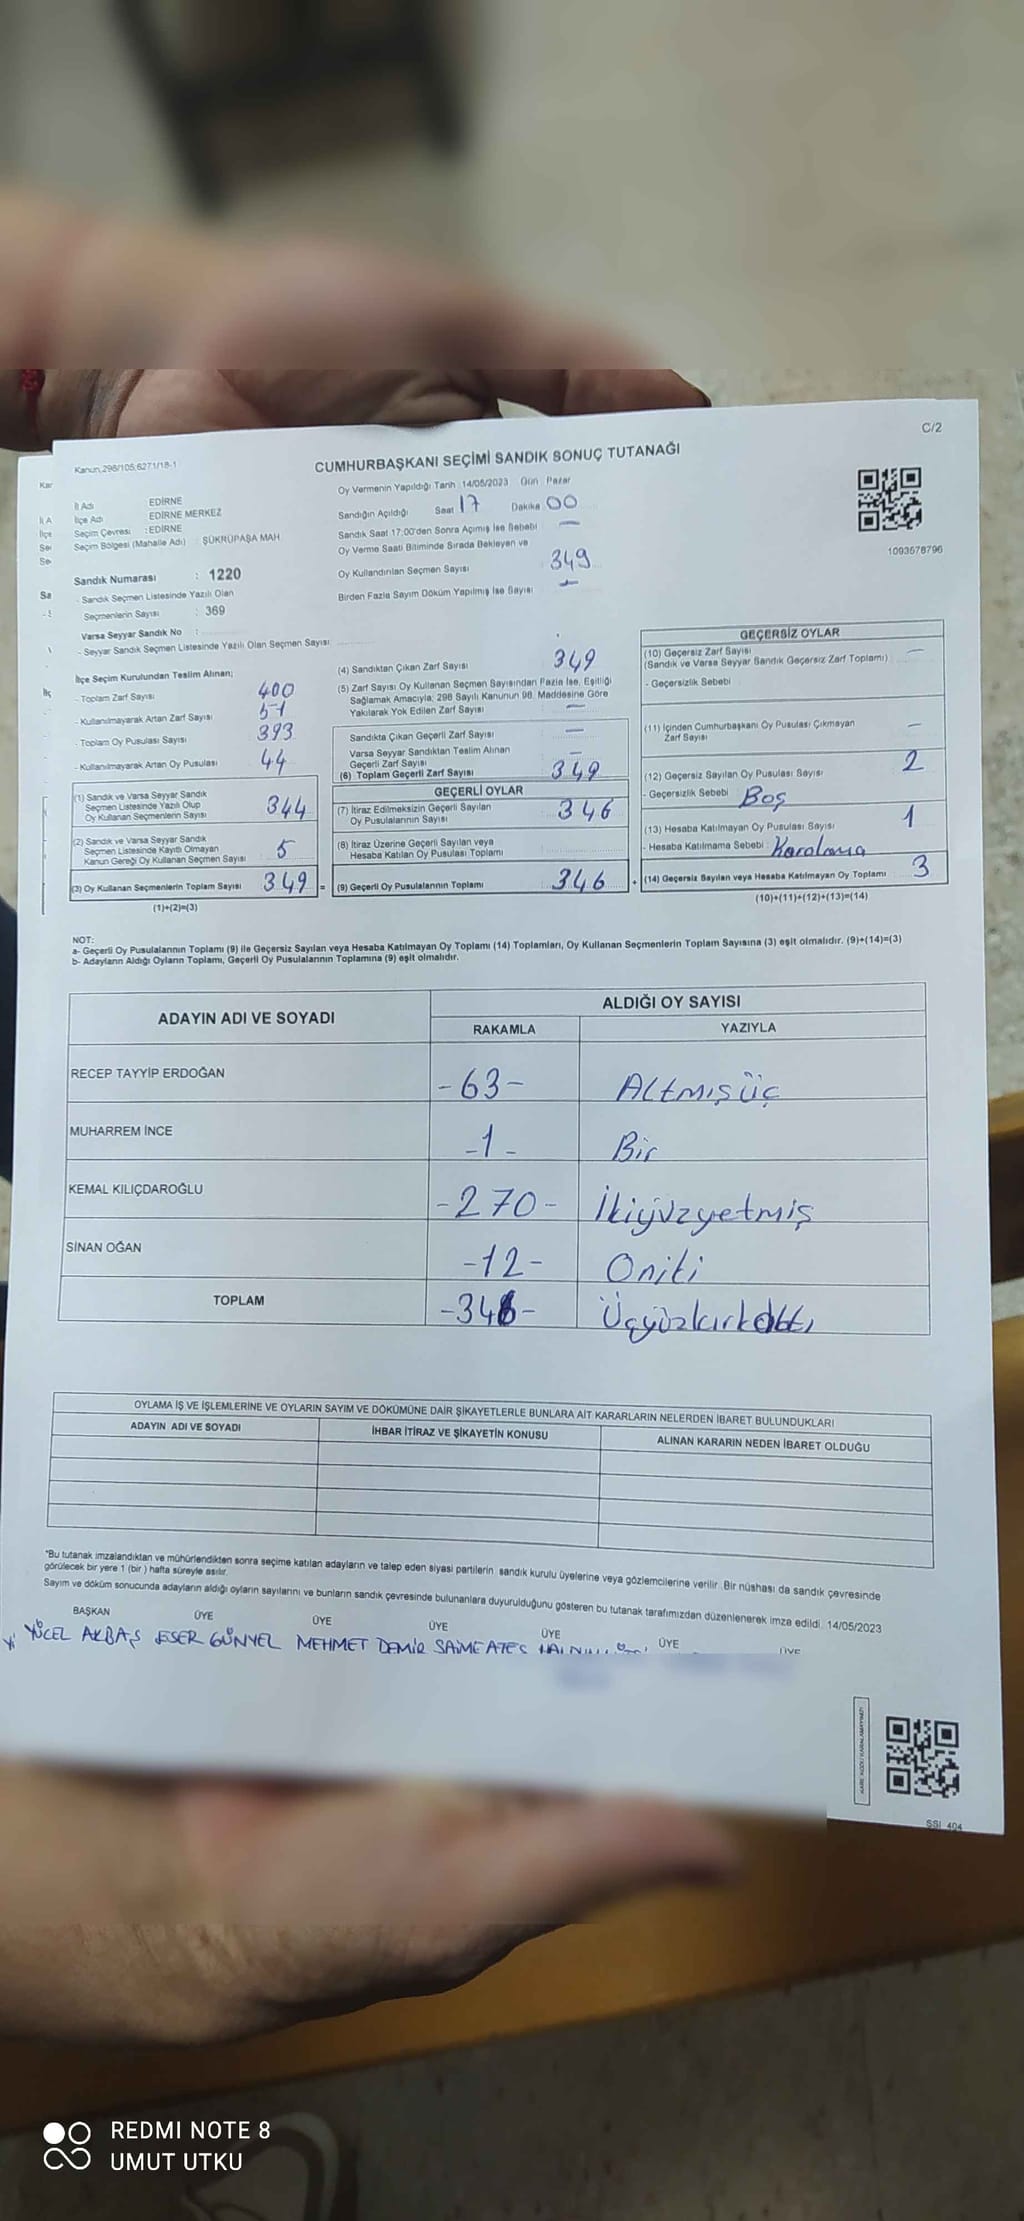 C/2
Kanun,298/105,6271/18-1
CUMHURBAŞKANI SEÇİMİ SANDIK SONUÇ TUTANAĞI
İl Adı EDİRNE
İlçe Adı EDİRNE MERKEZ
Seçim Çevresi :EDİRNE
Seçim Bölgesi (Mahalle Adı) ŞÜKRÜPAŞA MAH
Sandık Numarası : 1220
- Sandık Seçmen Listesinde Yazılı Olan
Seçmenlerin Sayısı : 369
Varsa Seyyar Sandık No :
- Seyyar Sandık Seçmen Listesinde Yazılı Olan Seçmen Sayısı
Oy Vermenin Yapıldığı Tarih 14/05/2023 Gün Pazar
Sandığın Açıldığı Saat 17 Dakika 00
Sandık Saat 17:00'den Sonra Açımış İse Sebebi —
Oy Verme Saati Bitiminde Sırada Bekleyen ve
Oy Kullandırılan Seçmen Sayısı 349
Birden Fazla Sayım Döküm Yapılmış İse Sayısı —
1093678796
İlçe Seçim Kurulundan Teslim Alınan;
- Toplam Zarf Sayısı 400
- Kullanılmayarak Artan Zarf Sayısı 51
- Toplam Oy Pusulası Sayısı 393
- Kullanılmayarak Artan Oy Pusulası 44
(1) Sandık ve Varsa Seyyar Sandık
Seçmen Listesinde Yazılı Olup
Oy Kullanan Seçmenlerin Sayısı 344
(2) Sandık ve Varsa Seyyar Sandık
Seçmen Listesinde Kayıtlı Olmayan
Kanun Gereği Oy Kullanan Seçmen Sayısı 5
(3) Oy Kullanan Seçmenlerin Toplam Sayısı 349 =
(1)+(2)=(3)
(4) Sandıktan Çıkan Zarf Sayısı 349
(5) Zarf Sayısı Oy Kullanan Seçmen Sayısından Fazla İse, Eşitliği
Sağlamak Amacıyla; 298 Sayılı Kanunun 98. Maddesine Göre
Yakılarak Yok Edilen Zarf Sayısı —
Sandıkta Çıkan Geçerli Zarf Sayısı —
Varsa Seyyar Sandıktan Teslim Alınan
Geçerli Zarf Sayısı —
(6) Toplam Geçerli Zarf Sayısı 349
GEÇERLİ OYLAR
(7) İtiraz Edilmeksizin Geçerli Sayılan
Oy Pusulalarının Sayısı 346
(8) İtiraz Üzerine Geçerli Sayılan veya
Hesaba Katılan Oy Pusulası Toplamı
(9) Geçerli Oy Pusulalarının Toplamı 346 +
GEÇERSİZ OYLAR
(10) Geçersiz Zarf Sayısı —
(Sandık ve Varsa Seyyar Sandık Geçersiz Zarf Toplamı)
- Geçersizlik Sebebi
(11) İçinden Cumhurbaşkanı Oy Pusulası Çıkmayan
Zarf Sayısı —
(12) Geçersiz Sayılan Oy Pusulası Sayısı 2
- Geçersizlik Sebebi Boş
(13) Hesaba Katılmayan Oy Pusulası Sayısı 1
- Hesaba Katılmama Sebebi Karalama
(14) Geçersiz Sayılan veya Hesaba Katılmayan Oy Toplamı 3
(10)+(11)+(12)+(13)=(14)
NOT:
a- Geçerli Oy Pusulalarının Toplamı (9) ile Geçersiz Sayılan veya Hesaba Katılmayan Oy Toplamı (14) Toplamları, Oy Kullanan Seçmenlerin Toplam Sayısına (3) eşit olmalıdır. (9)+(14)=(3)
b- Adayların Aldığı Oyların Toplamı, Geçerli Oy Pusulalarının Toplamına (9) eşit olmalıdır.
ADAYIN ADI VE SOYADI ALDIĞI OY SAYISI
RAKAMLA YAZIYLA
RECEP TAYYİP ERDOĞAN -63- Altmışüç
MUHARREM İNCE -1- Bir
KEMAL KILIÇDAROĞLU -270- İkiyüzyetmiş
SİNAN OĞAN -12- Oniki
TOPLAM -346- Üçyüzkırkaltı
OYLAMA İŞ VE İŞLEMLERİNE VE OYLARIN SAYIM VE DÖKÜMÜNE DAİR ŞİKAYETLERLE BUNLARA AİT KARARLARIN NELERDEN İBARET BULUNDUKLARI
ADAYIN ADI VE SOYADI İHBAR İTİRAZ VE ŞİKAYETİN KONUSU ALINAN KARARIN NEDEN İBARET OLDUĞU
*Bu tutanak imzalandıktan ve mühürlendikten sonra seçime katılan adayların ve talep eden siyasi partilerin sandık kurulu üyelerine veya gözlemcilerine verilir. Bir nüshası da sandık çevresinde
görülecek bir yere 1 (bir) hafta süreyle asılır.
Sayım ve döküm sonucunda adayların aldığı oyların sayılarını ve bunların sandık çevresinde bulunanlara duyurulduğunu gösteren bu tutanak tarafımızdan düzenlenerek imza edildi. 14/05/2023
BAŞKAN ÜYE ÜYE ÜYE ÜYE ÜYE ÜYE
YÜCEL AKBAŞ ESER GÜNYEL MEHMET DEMİR SAİME ATEŞ
SSI 404
REDMI NOTE 8
UMUT UTKU